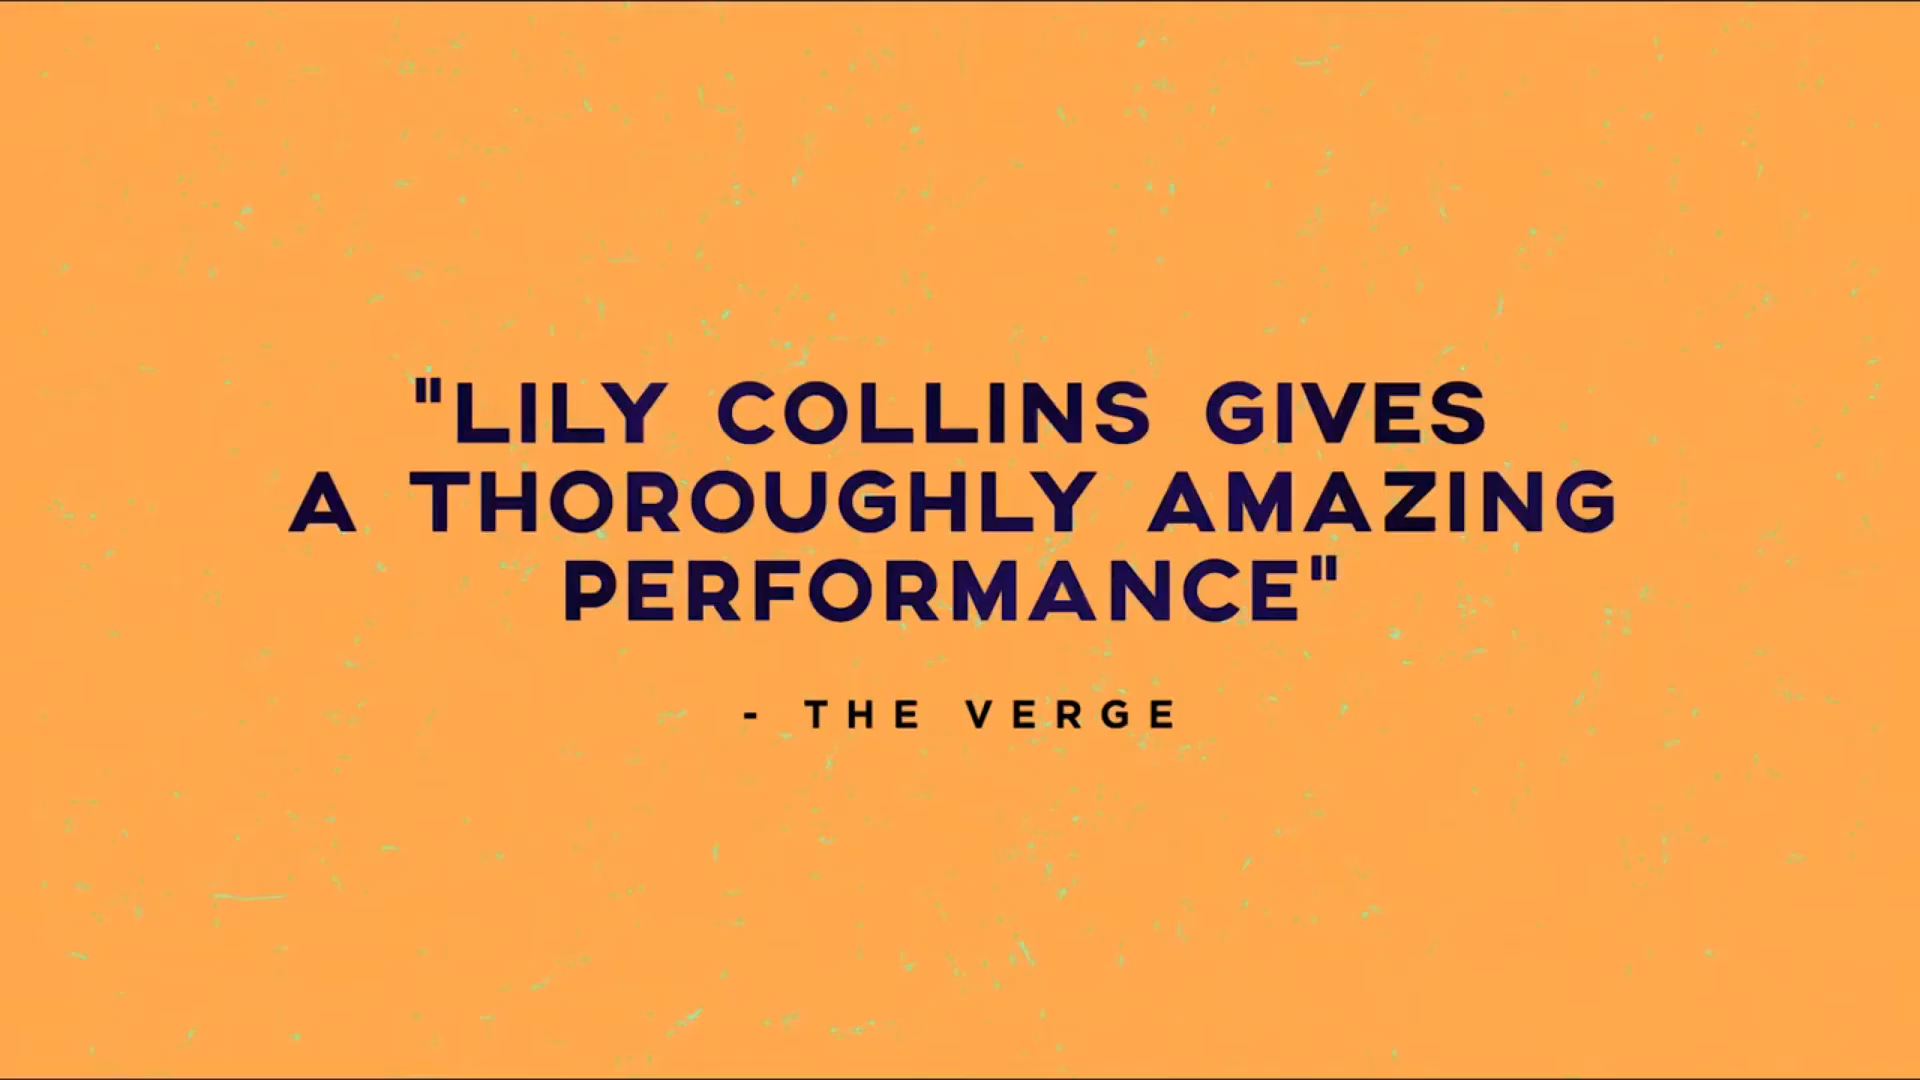 "LILY COLLINS GIVES
A THOROUGHLY AMAZING
PERFORMANCE"
- THE VERGE